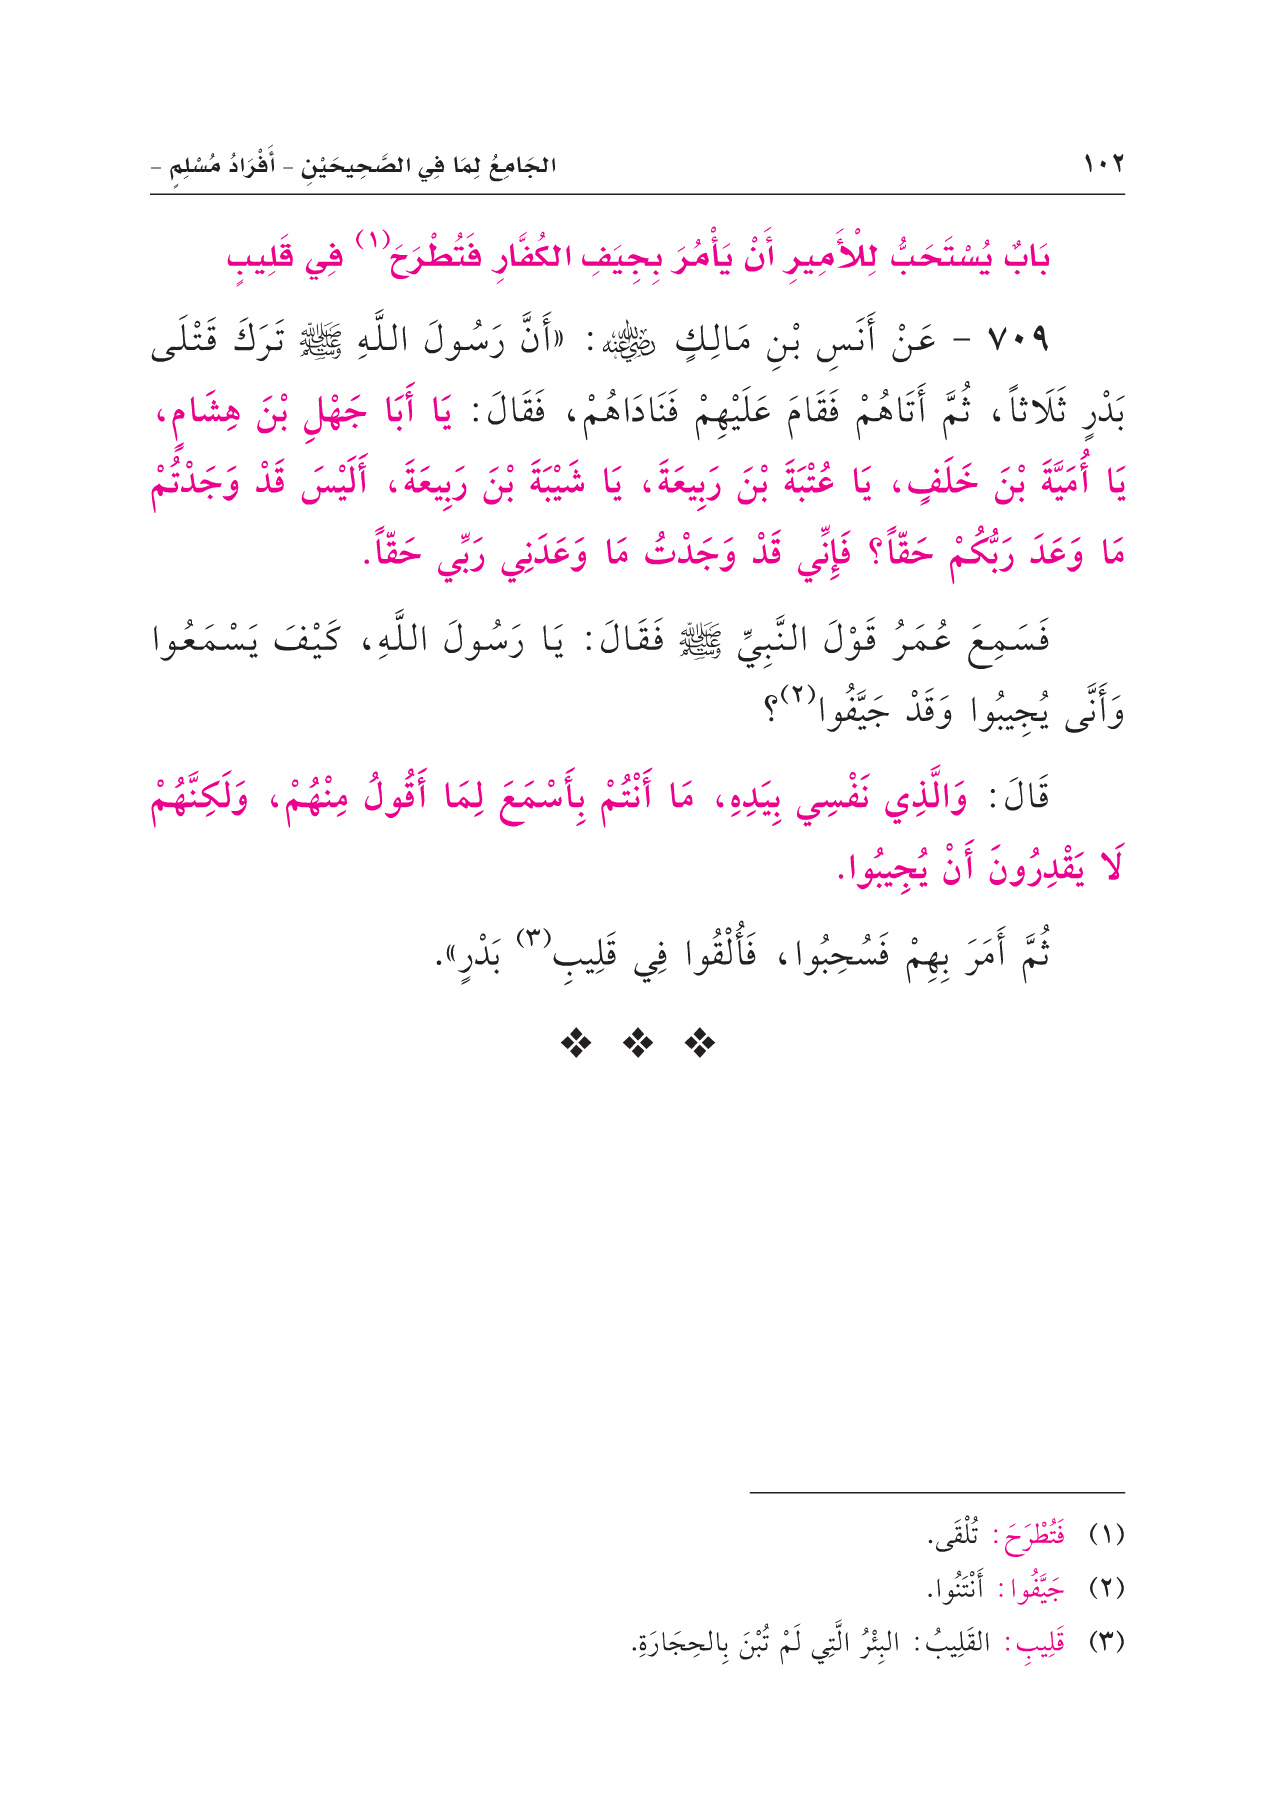 ١٠٢ الجَامِعُ لِمَا فِي الصَّحِيحَيْنِ - أَفْرَادُ مُسْلِمٍ -
بَابٌ يُسْتَحَبُّ لِلْأَمِيرِ أَنْ يَأْمُرَ بِجِيَفِ الكُفَّارِ فَتُطْرَحَ(١) فِي قَلِيبٍ
٧٠٩ - عَنْ أَنَسِ بْنِ مَالِكٍ رضي الله عنه: «أَنَّ رَسُولَ اللَّهِ ﷺ تَرَكَ قَتْلَى
بَدْرٍ ثَلَاثاً، ثُمَّ أَتَاهُمْ فَقَامَ عَلَيْهِمْ فَنَادَاهُمْ، فَقَالَ: يَا أَبَا جَهْلِ بْنَ هِشَامٍ،
يَا أُمَيَّةَ بْنَ خَلَفٍ، يَا عُتْبَةَ بْنَ رَبِيعَةَ، يَا شَيْبَةَ بْنَ رَبِيعَةَ، أَلَيْسَ قَدْ وَجَدْتُمْ
مَا وَعَدَ رَبُّكُمْ حَقّاً؟ فَإِنِّي قَدْ وَجَدْتُ مَا وَعَدَنِي رَبِّي حَقّاً.
فَسَمِعَ عُمَرُ قَوْلَ النَّبِيِّ ﷺ فَقَالَ: يَا رَسُولَ اللَّهِ، كَيْفَ يَسْمَعُوا
وَأَنَّى يُجِيبُوا وَقَدْ جَيَّفُوا(٢)؟
قَالَ: وَالَّذِي نَفْسِي بِيَدِهِ، مَا أَنْتُمْ بِأَسْمَعَ لِمَا أَقُولُ مِنْهُمْ، وَلَكِنَّهُمْ
لَا يَقْدِرُونَ أَنْ يُجِيبُوا.
ثُمَّ أَمَرَ بِهِمْ فَسُحِبُوا، فَأُلْقُوا فِي قَلِيبِ(٣) بَدْرٍ».
(١) فَتُطْرَحَ: تُلْقَى.
(٢) جَيَّفُوا: أَنْتَنُوا.
(٣) قَلِيبِ: القَلِيبُ: البِئْرُ الَّتِي لَمْ تُبْنَ بِالحِجَارَةِ.